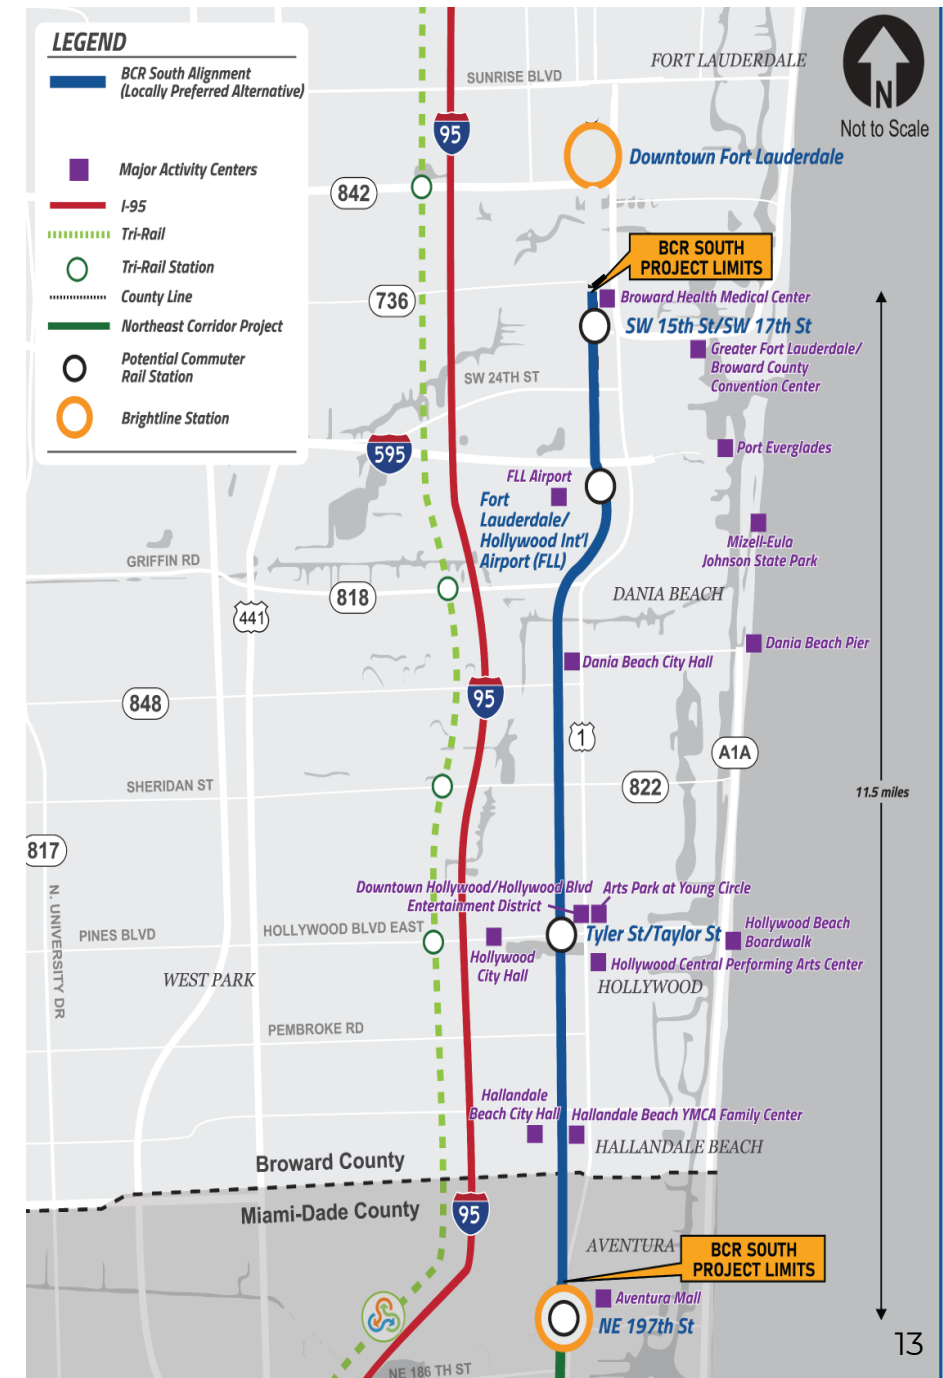 LEGEND
BCR South Alignment
(Locally Preferred Alternative)
Major Activity Centers
I-95
Tri-Rail
Tri-Rail Station
County Line
Northeast Corridor Project
Potential Commuter
Rail Station
Brightline Station
FORT LAUDERDALE
N
Not to Scale
SUNRISE BLVD
95
Downtown Fort Lauderdale
842
BCR SOUTH
PROJECT LIMITS
736
Broward Health Medical Center
SW 15th St/SW 17th St
Greater Fort Lauderdale/
Broward County
Convention Center
SW 24TH ST
595
Port Everglades
FLL Airport
Fort
Lauderdale/
Hollywood Int'l
Airport (FLL)
Mizell-Eula
Johnson State Park
GRIFFIN RD
818
DANIA BEACH
441
Dania Beach Pier
Dania Beach City Hall
95
848
1
A1A
SHERIDAN ST
822
11.5 miles
817
N. UNIVERSITY DR
Downtown Hollywood/Hollywood Blvd
Entertainment District
Arts Park at Young Circle
PINES BLVD
HOLLYWOOD BLVD EAST
Tyler St/Taylor St
Hollywood Beach
Boardwalk
Hollywood
City Hall
Hollywood Central Performing Arts Center
WEST PARK
HOLLYWOOD
PEMBROKE RD
Hallandale
Beach City Hall
Hallandale Beach YMCA Family Center
HALLANDALE BEACH
Broward County
Miami-Dade County
95
AVENTURA
BCR SOUTH
PROJECT LIMITS
Aventura Mall
NE 197th St
NE 186 TH ST
13